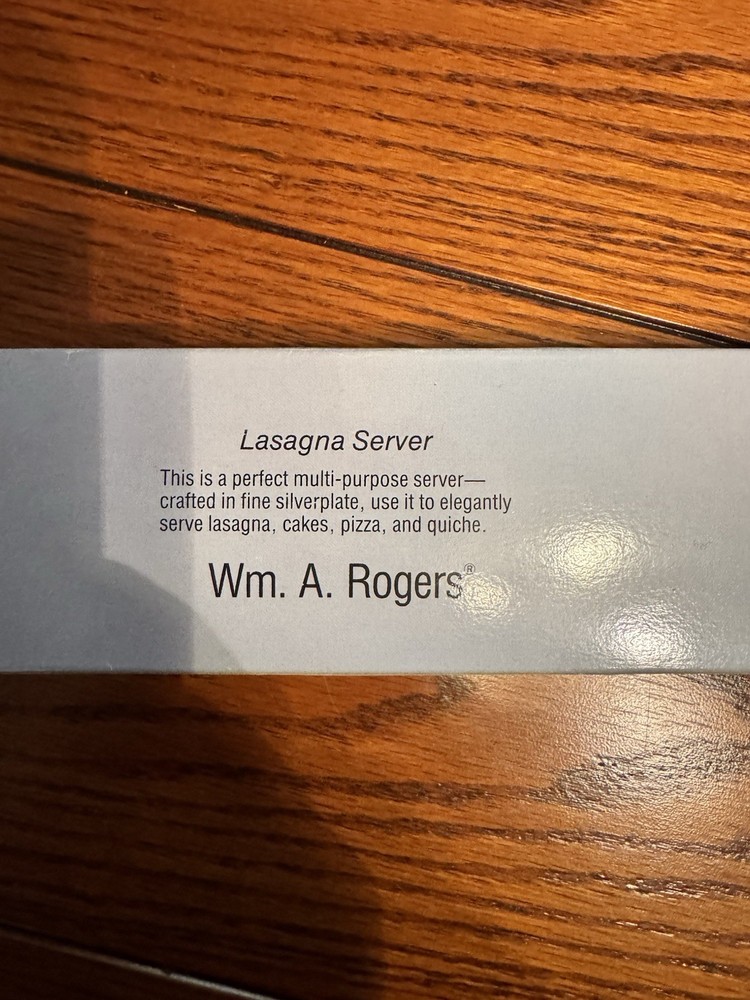 Lasagna Server
This is a perfect multi-purpose server—
crafted in fine silverplate, use it to elegantly
serve lasagna, cakes, pizza, and quiche.
Wm. A. Rogers®